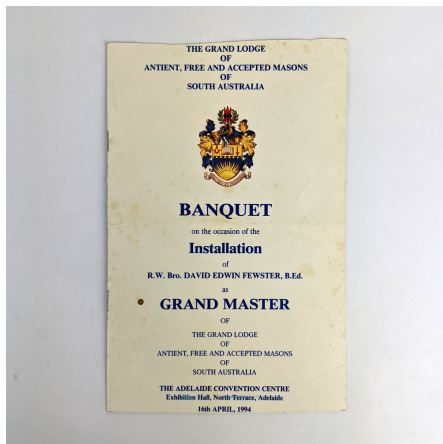 THE GRAND LODGE
OF
ANTIENT, FREE AND ACCEPTED MASONS
OF
SOUTH AUSTRALIA
BANQUET
on the occasion of the
Installation
of
R.W. Bro. DAVID EDWIN FEWSTER, B.Ed.
as
GRAND MASTER
OF
THE GRAND LODGE
OF
ANTIENT, FREE AND ACCEPTED MASONS
OF
SOUTH AUSTRALIA
THE ADELAIDE CONVENTION CENTRE
Exhibition Hall, North Terrace, Adelaide
16th APRIL, 1994